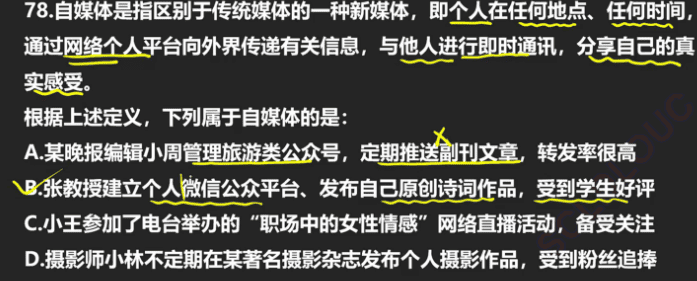 78.自媒体是指区别于传统媒体的一种新媒体，即个人在任何地点、任何时间，
通过网络个人平台向外界传递有关信息，与他人进行即时通讯，分享自己的真
实感受。
根据上述定义，下列属于自媒体的是：
A.某晚报编辑小周管理旅游类公众号，定期推送副刊文章，转发率很高
B.张教授建立个人微信公众平台、发布自己原创诗词作品，受到学生好评
C.小王参加了电台举办的“职场中的女性情感”网络直播活动，备受关注
D.摄影师小林不定期在某著名摄影杂志发布个人摄影作品，受到粉丝追捧